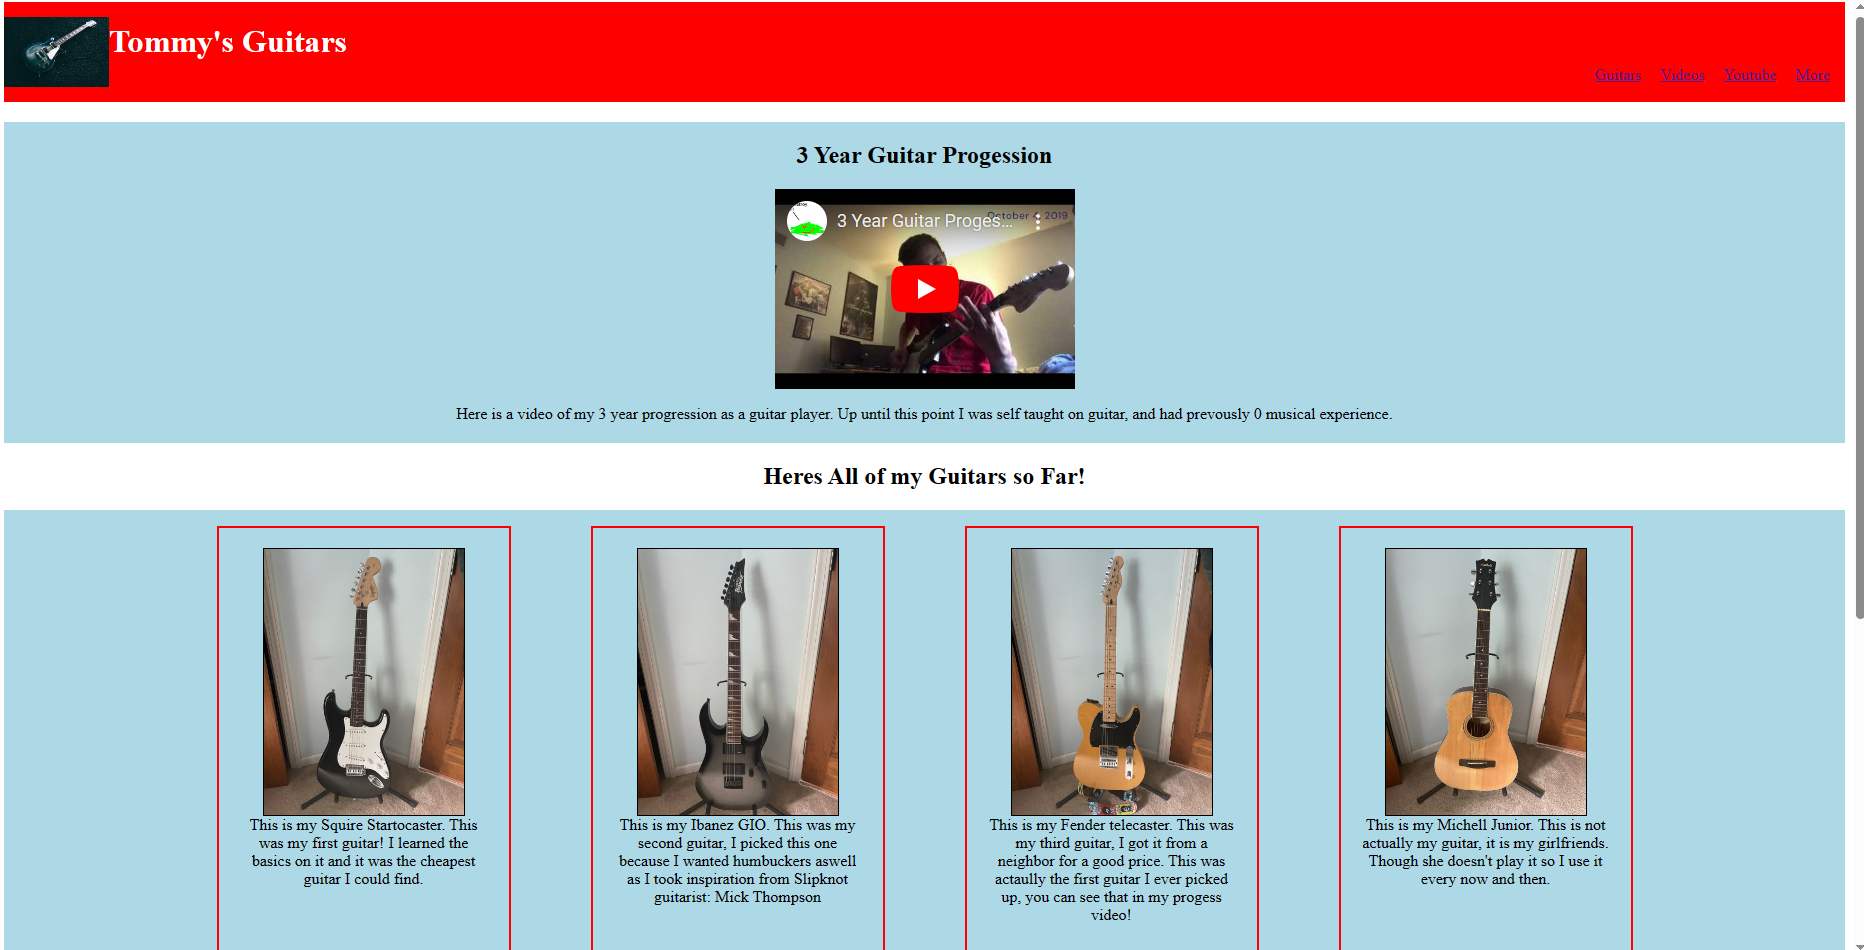 Tommy's Guitars
Guitars Videos Youtube More
3 Year Guitar Progession
October 4, 2019
3 Year Guitar Proges...
Here is a video of my 3 year progression as a guitar player. Up until this point I was self taught on guitar, and had prevously 0 musical experience.
Heres All of my Guitars so Far!
This is my Squire Startocaster. This
was my first guitar! I learned the
basics on it and it was the cheapest
guitar I could find.
This is my Ibanez GIO. This was my
second guitar, I picked this one
because I wanted humbuckers aswell
as I took inspiration from Slipknot
guitarist: Mick Thompson
This is my Fender telecaster. This was
my third guitar, I got it from a
neighbor for a good price. This was
actaully the first guitar I ever picked
up, you can see that in my progess
video!
This is my Michell Junior. This is not
actually my guitar, it is my girlfriends.
Though she doesn't play it so I use it
every now and then.